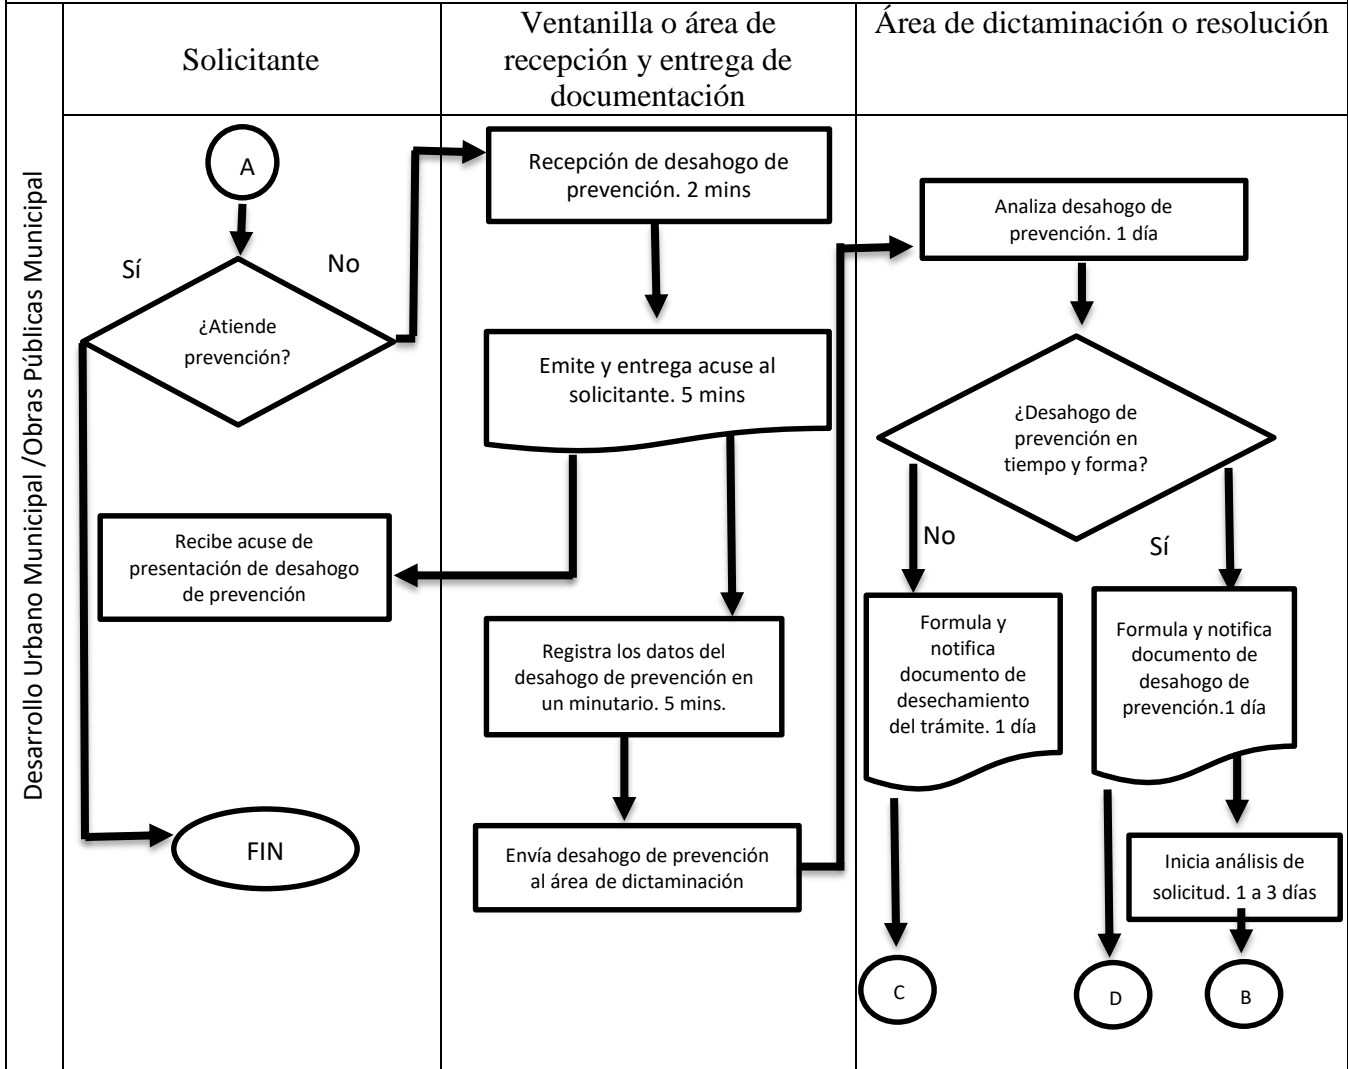 Solicitante
Ventanilla o área de
recepción y entrega de
documentación
Área de dictaminación o resolución
Desarrollo Urbano Municipal /Obras Públicas Municipal
A
Sí
No
¿Atiende
prevención?
Recibe acuse de
presentación de desahogo
de prevención
FIN
Recepción de desahogo de
prevención. 2 mins
Emite y entrega acuse al
solicitante. 5 mins
Registra los datos del
desahogo de prevención en
un minutario. 5 mins.
Envía desahogo de prevención
al área de dictaminación
Analiza desahogo de
prevención. 1 día
¿Desahogo de
prevención en
tiempo y forma?
No
Sí
Formula y
notifica
documento de
desechamiento
del trámite. 1 día
Formula y notifica
documento de
desahogo de
prevención.1 día
Inicia análisis de
solicitud. 1 a 3 días
C
D
B